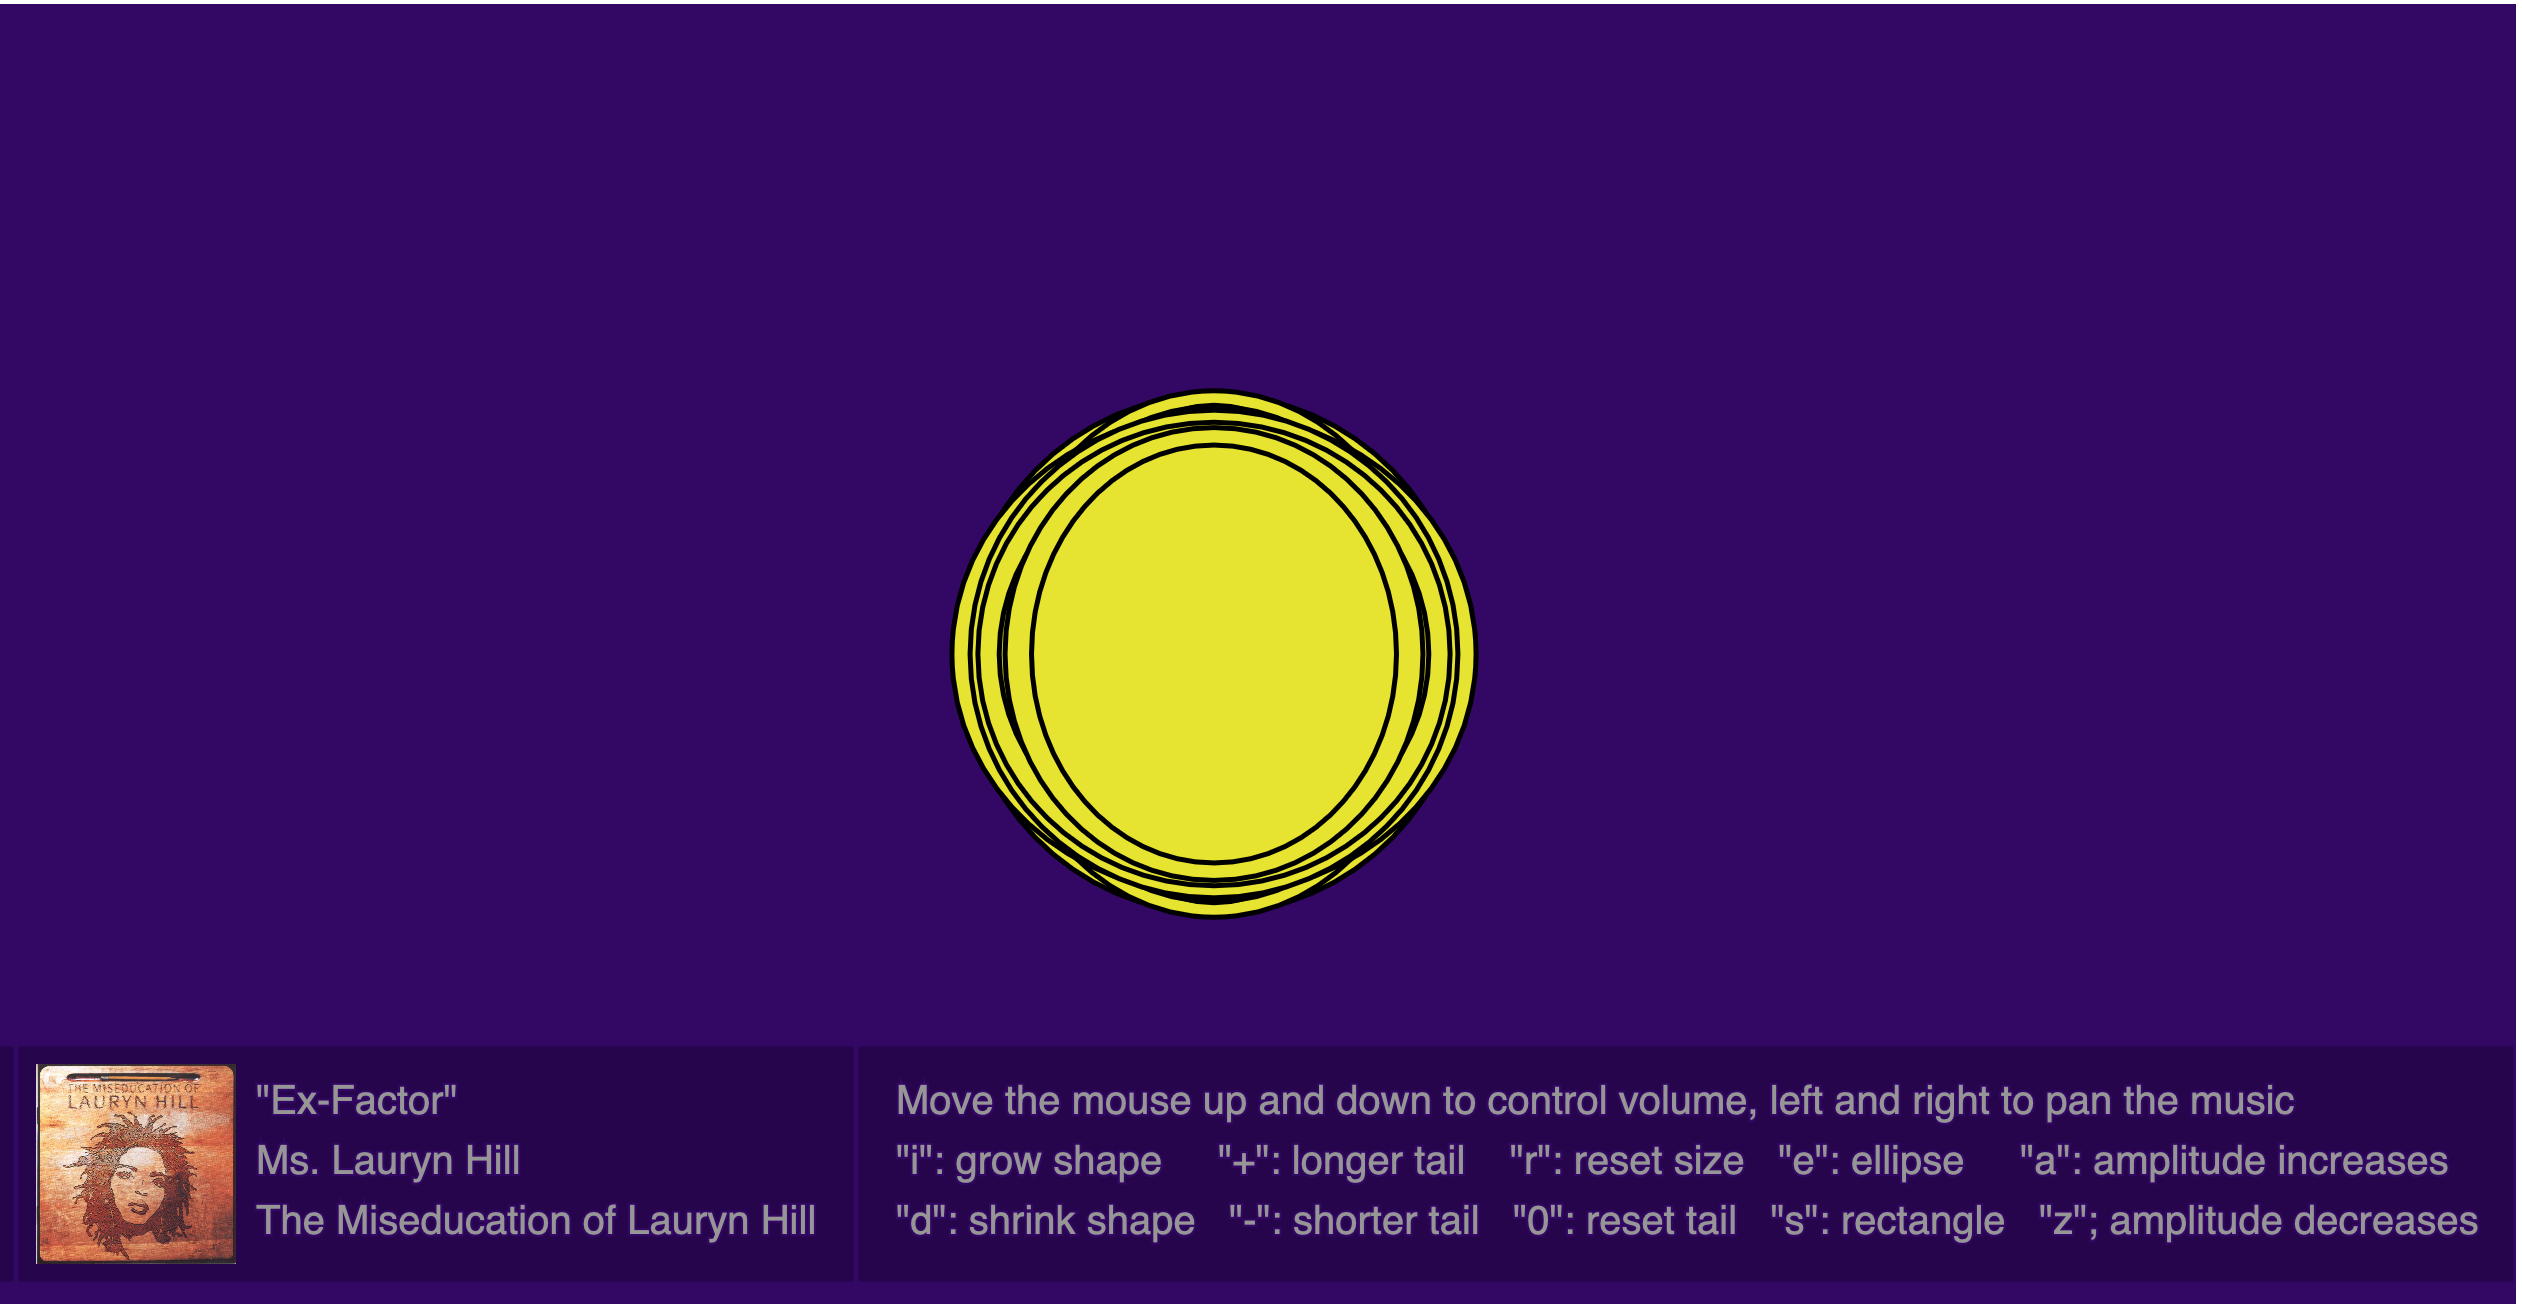 THE MISEDUCATION OF
LAURYN HILL
"Ex-Factor"
Ms. Lauryn Hill
The Miseducation of Lauryn Hill
Move the mouse up and down to control volume, left and right to pan the music
"i": grow shape "+": longer tail "r": reset size "e": ellipse "a": amplitude increases
"d": shrink shape "-": shorter tail "0": reset tail "s": rectangle "z"; amplitude decreases